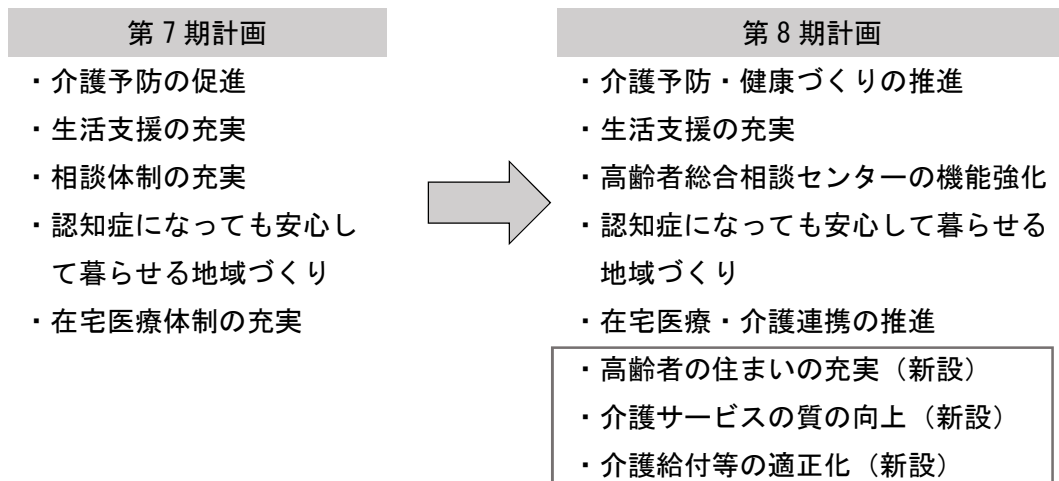 第７期計画
・介護予防の促進
・生活支援の充実
・相談体制の充実
・認知症になっても安心し
て暮らせる地域づくり
・在宅医療体制の充実
第８期計画
・介護予防・健康づくりの推進
・生活支援の充実
・高齢者総合相談センターの機能強化
・認知症になっても安心して暮らせる
地域づくり
・在宅医療・介護連携の推進
・高齢者の住まいの充実（新設）
・介護サービスの質の向上（新設）
・介護給付等の適正化（新設）